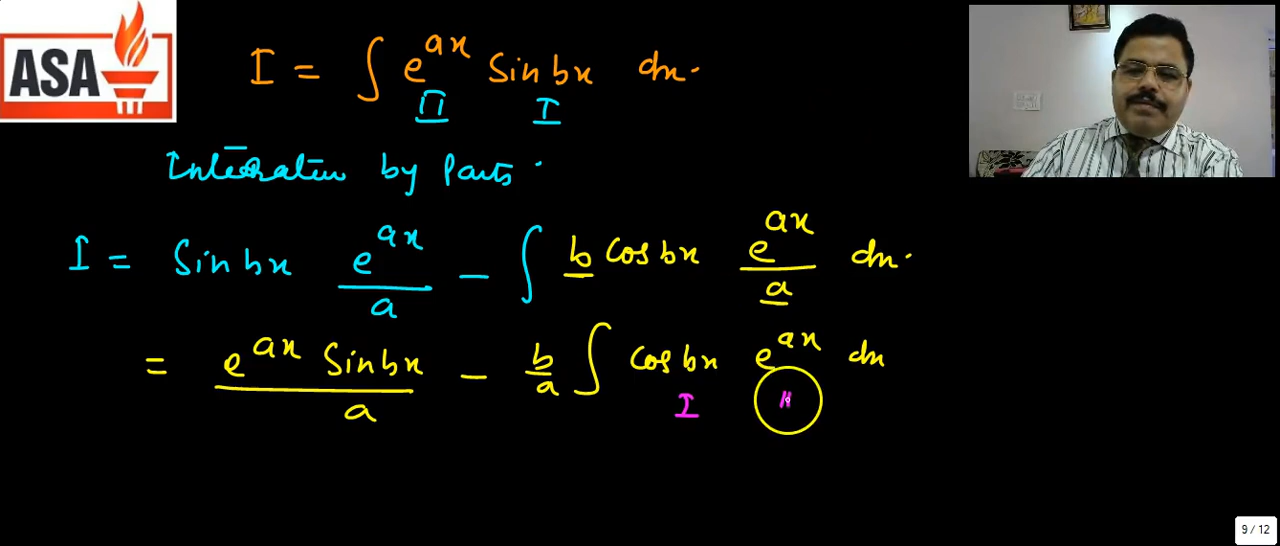 ASA
I = ∫ e^{ax} Sin bx dx.
II I
Integration by Parts.
I = Sin bx e^{ax}/a − ∫ b Cos bx e^{ax}/a dx.
= e^{ax} Sin bx/a − b/a ∫ Cos bx e^{ax} dx
I II
9 / 12